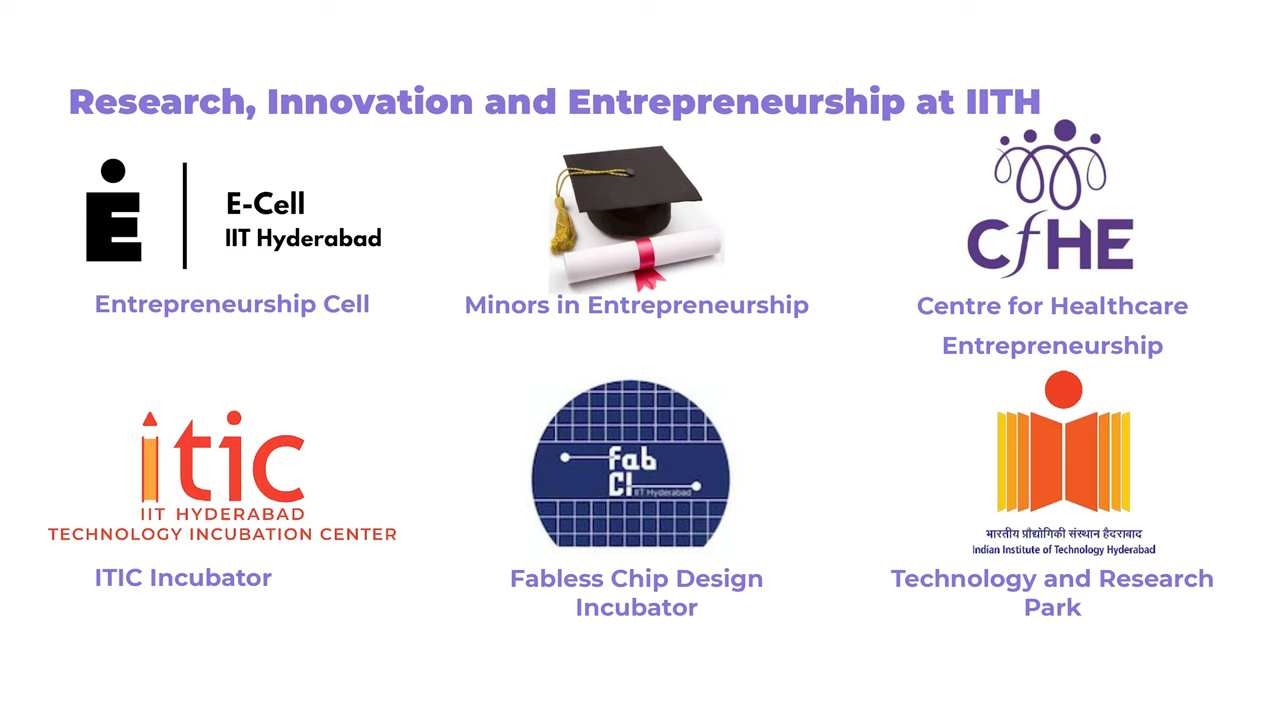 Research, Innovation and Entrepreneurship at IITH
E-Cell
IIT Hyderabad
Entrepreneurship Cell
Minors in Entrepreneurship
CfHE
Centre for Healthcare
Entrepreneurship
itic
IIT HYDERABAD
TECHNOLOGY INCUBATION CENTER
ITIC Incubator
fab
CI IIT Hyderabad
Fabless Chip Design
Incubator
भारतीय प्रौद्योगिकी संस्थान हैदराबाद
Indian Institute of Technology Hyderabad
Technology and Research
Park